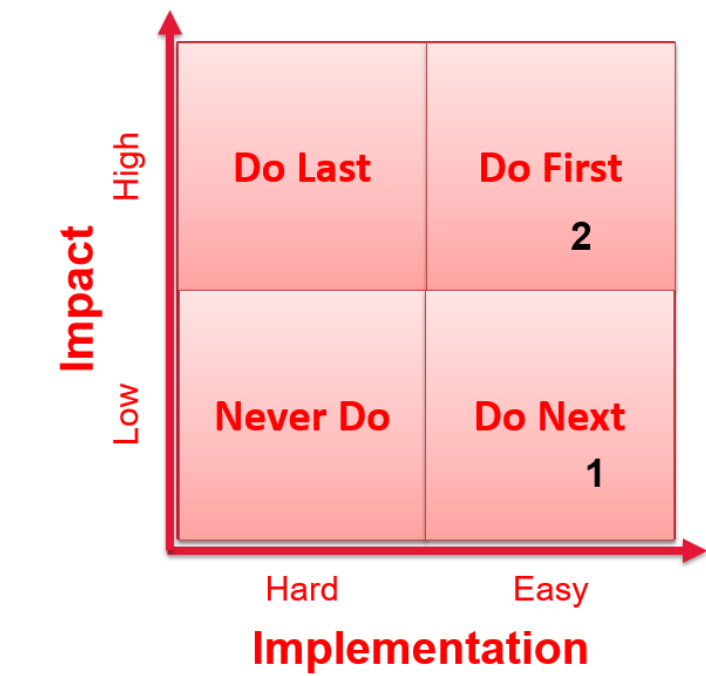 High
Impact
Low
Do Last
Do First
2
Never Do
Do Next
1
Hard
Easy
Implementation